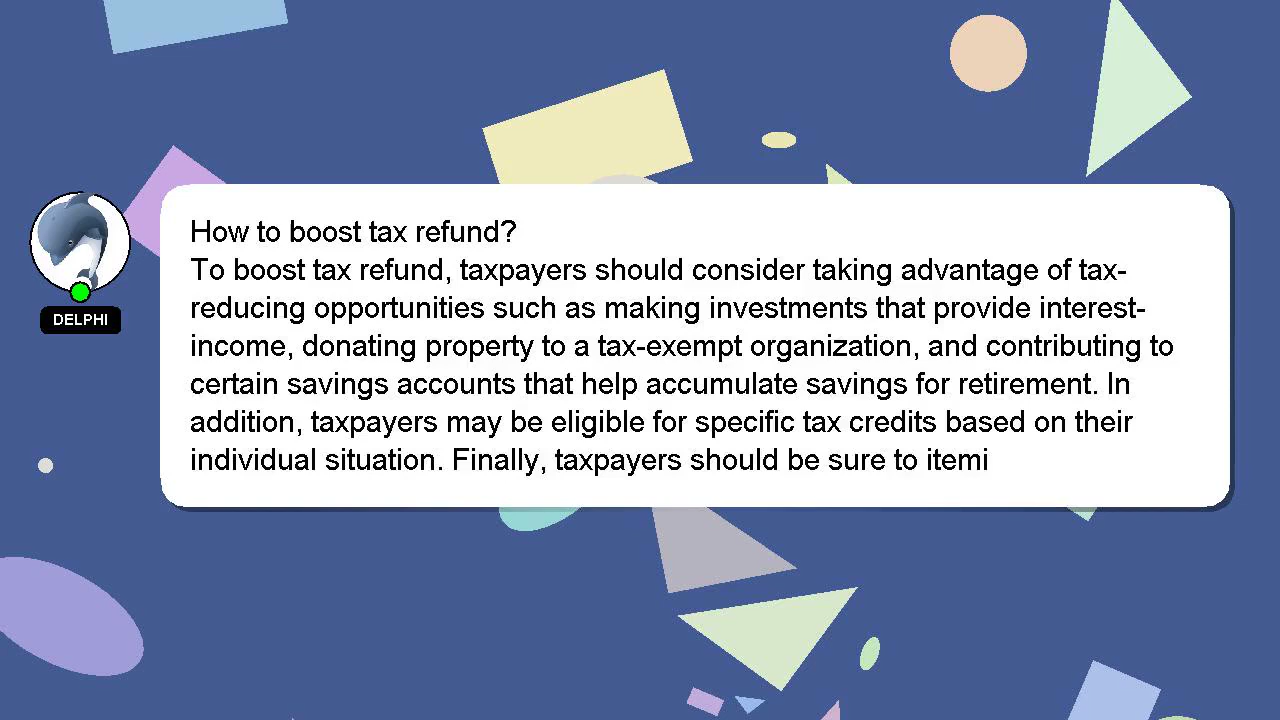 How to boost tax refund?
To boost tax refund, taxpayers should consider taking advantage of tax-
reducing opportunities such as making investments that provide interest-
income, donating property to a tax-exempt organization, and contributing to
certain savings accounts that help accumulate savings for retirement. In
addition, taxpayers may be eligible for specific tax credits based on their
individual situation. Finally, taxpayers should be sure to itemi
DELPHI